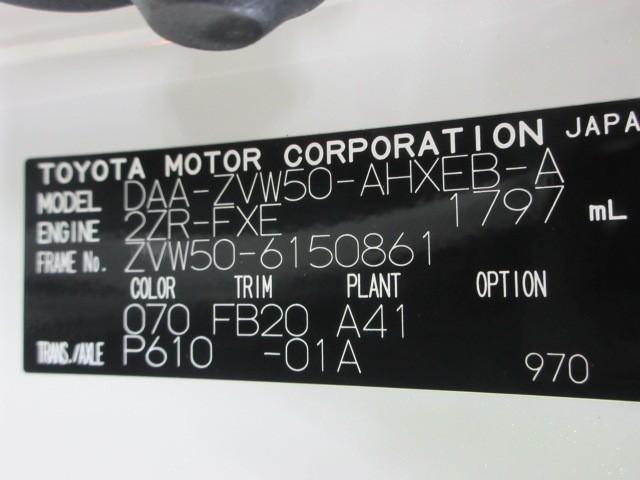 TOYOTA MOTOR CORPORATION JAPA
MODEL DAA-ZVW50-AHXEB-A
ENGINE 2ZR-FXE 1797 mL
FRAME No. ZVW50-6150861
COLOR TRIM PLANT OPTION
070 FB20 A41
TRANS./AXLE P610 -01A
970